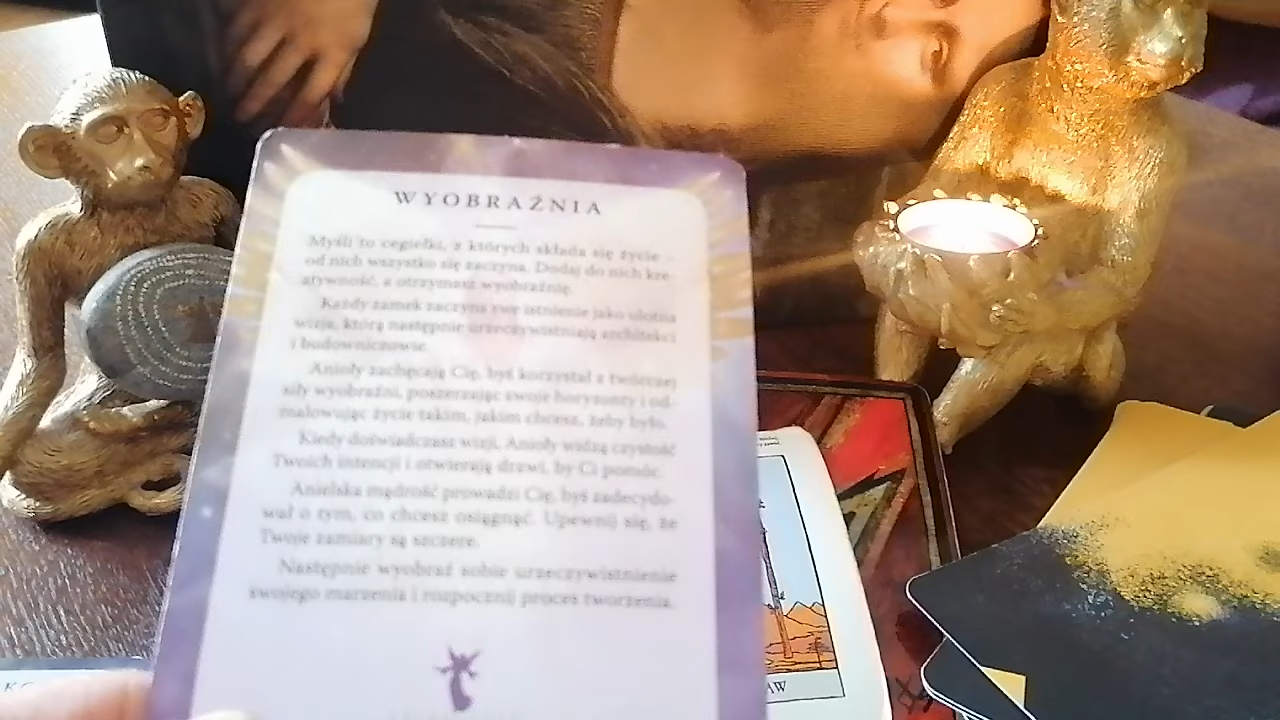 WYOBRAŹNIA
Myśli to cegiełki, z których składa się życie –
od nich wszystko się zaczyna. Dodaj do nich kre-
atywność, a otrzymasz wyobraźnię.
Każdy zamek zaczyna swe istnienie jako ulotna
wizja, którą następnie urzeczywistniają architekci
i budowniczowie.
Anioły zachęcają Cię, byś korzystał z twórczej
siły wyobraźni, poszerzając swoje horyzonty i od-
malowując życie takim, jakim chcesz, żeby było.
Kiedy doświadczasz wizji, Anioły widzą czystość
Twoich intencji i otwierają drzwi, by Ci pomóc.
Anielska mądrość prowadzi Cię, byś zadecydo-
wał o tym, co chcesz osiągnąć. Upewnij się, że
Twoje zamiary są szczere.
Następnie wyobraź sobie urzeczywistnienie
swojego marzenia i rozpocznij proces tworzenia.
AW